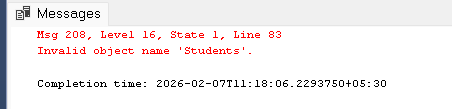 Messages
Msg 208, Level 16, State 1, Line 83
Invalid object name 'Students'.
Completion time: 2026-02-07T11:18:06.2293750+05:30